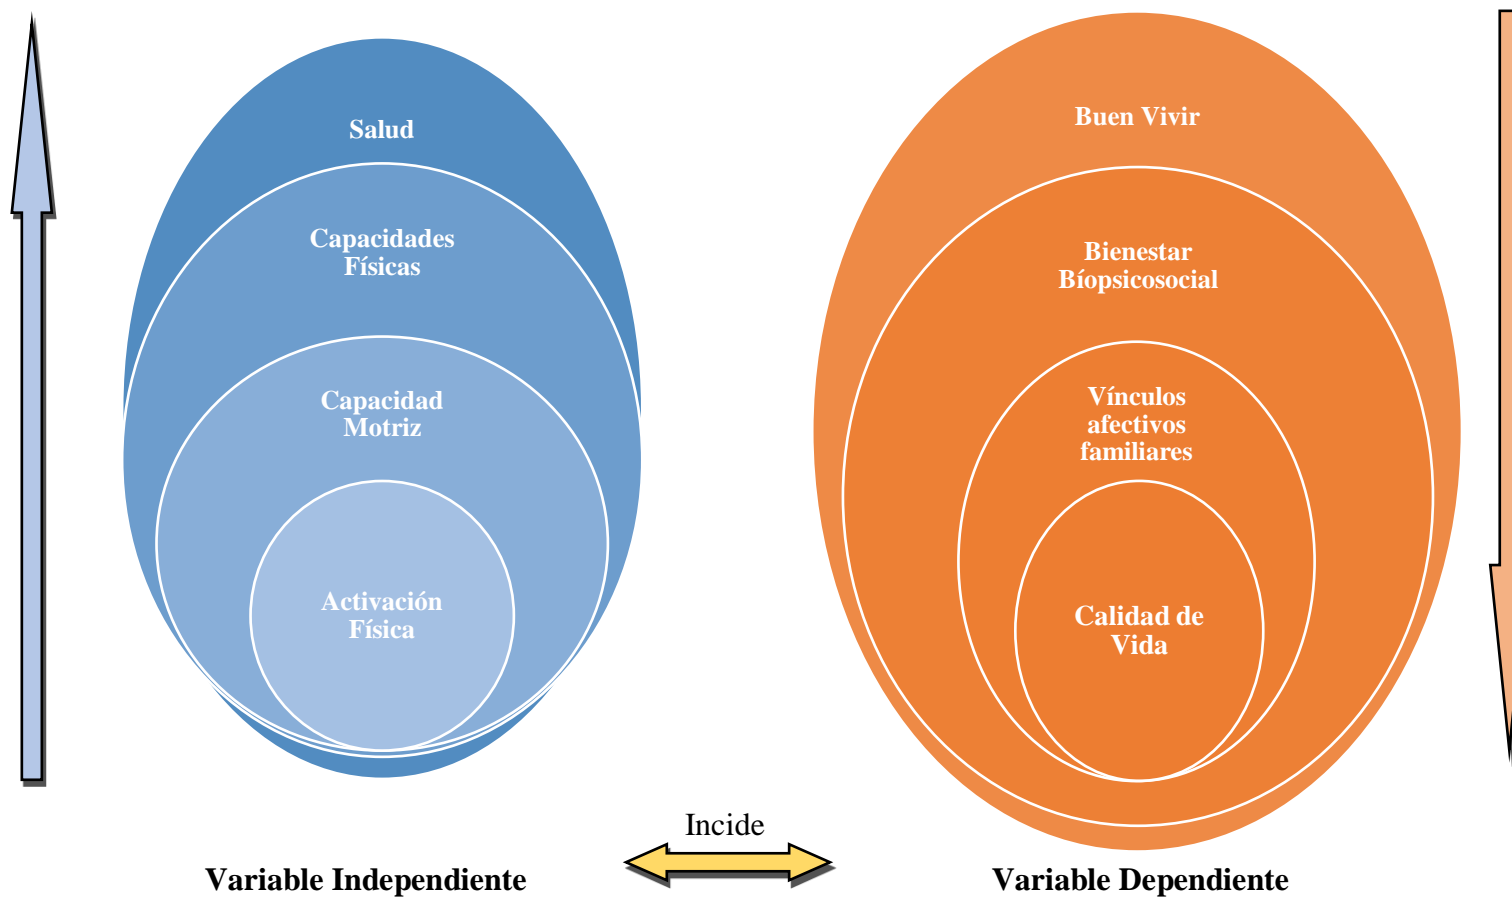 Salud
Capacidades
Físicas
Capacidad
Motriz
Activación
Física
Buen Vivir
Bienestar
Bíopsicosocial
Vínculos
afectivos
familiares
Calidad de
Vida
Incide
Variable Independiente
Variable Dependiente